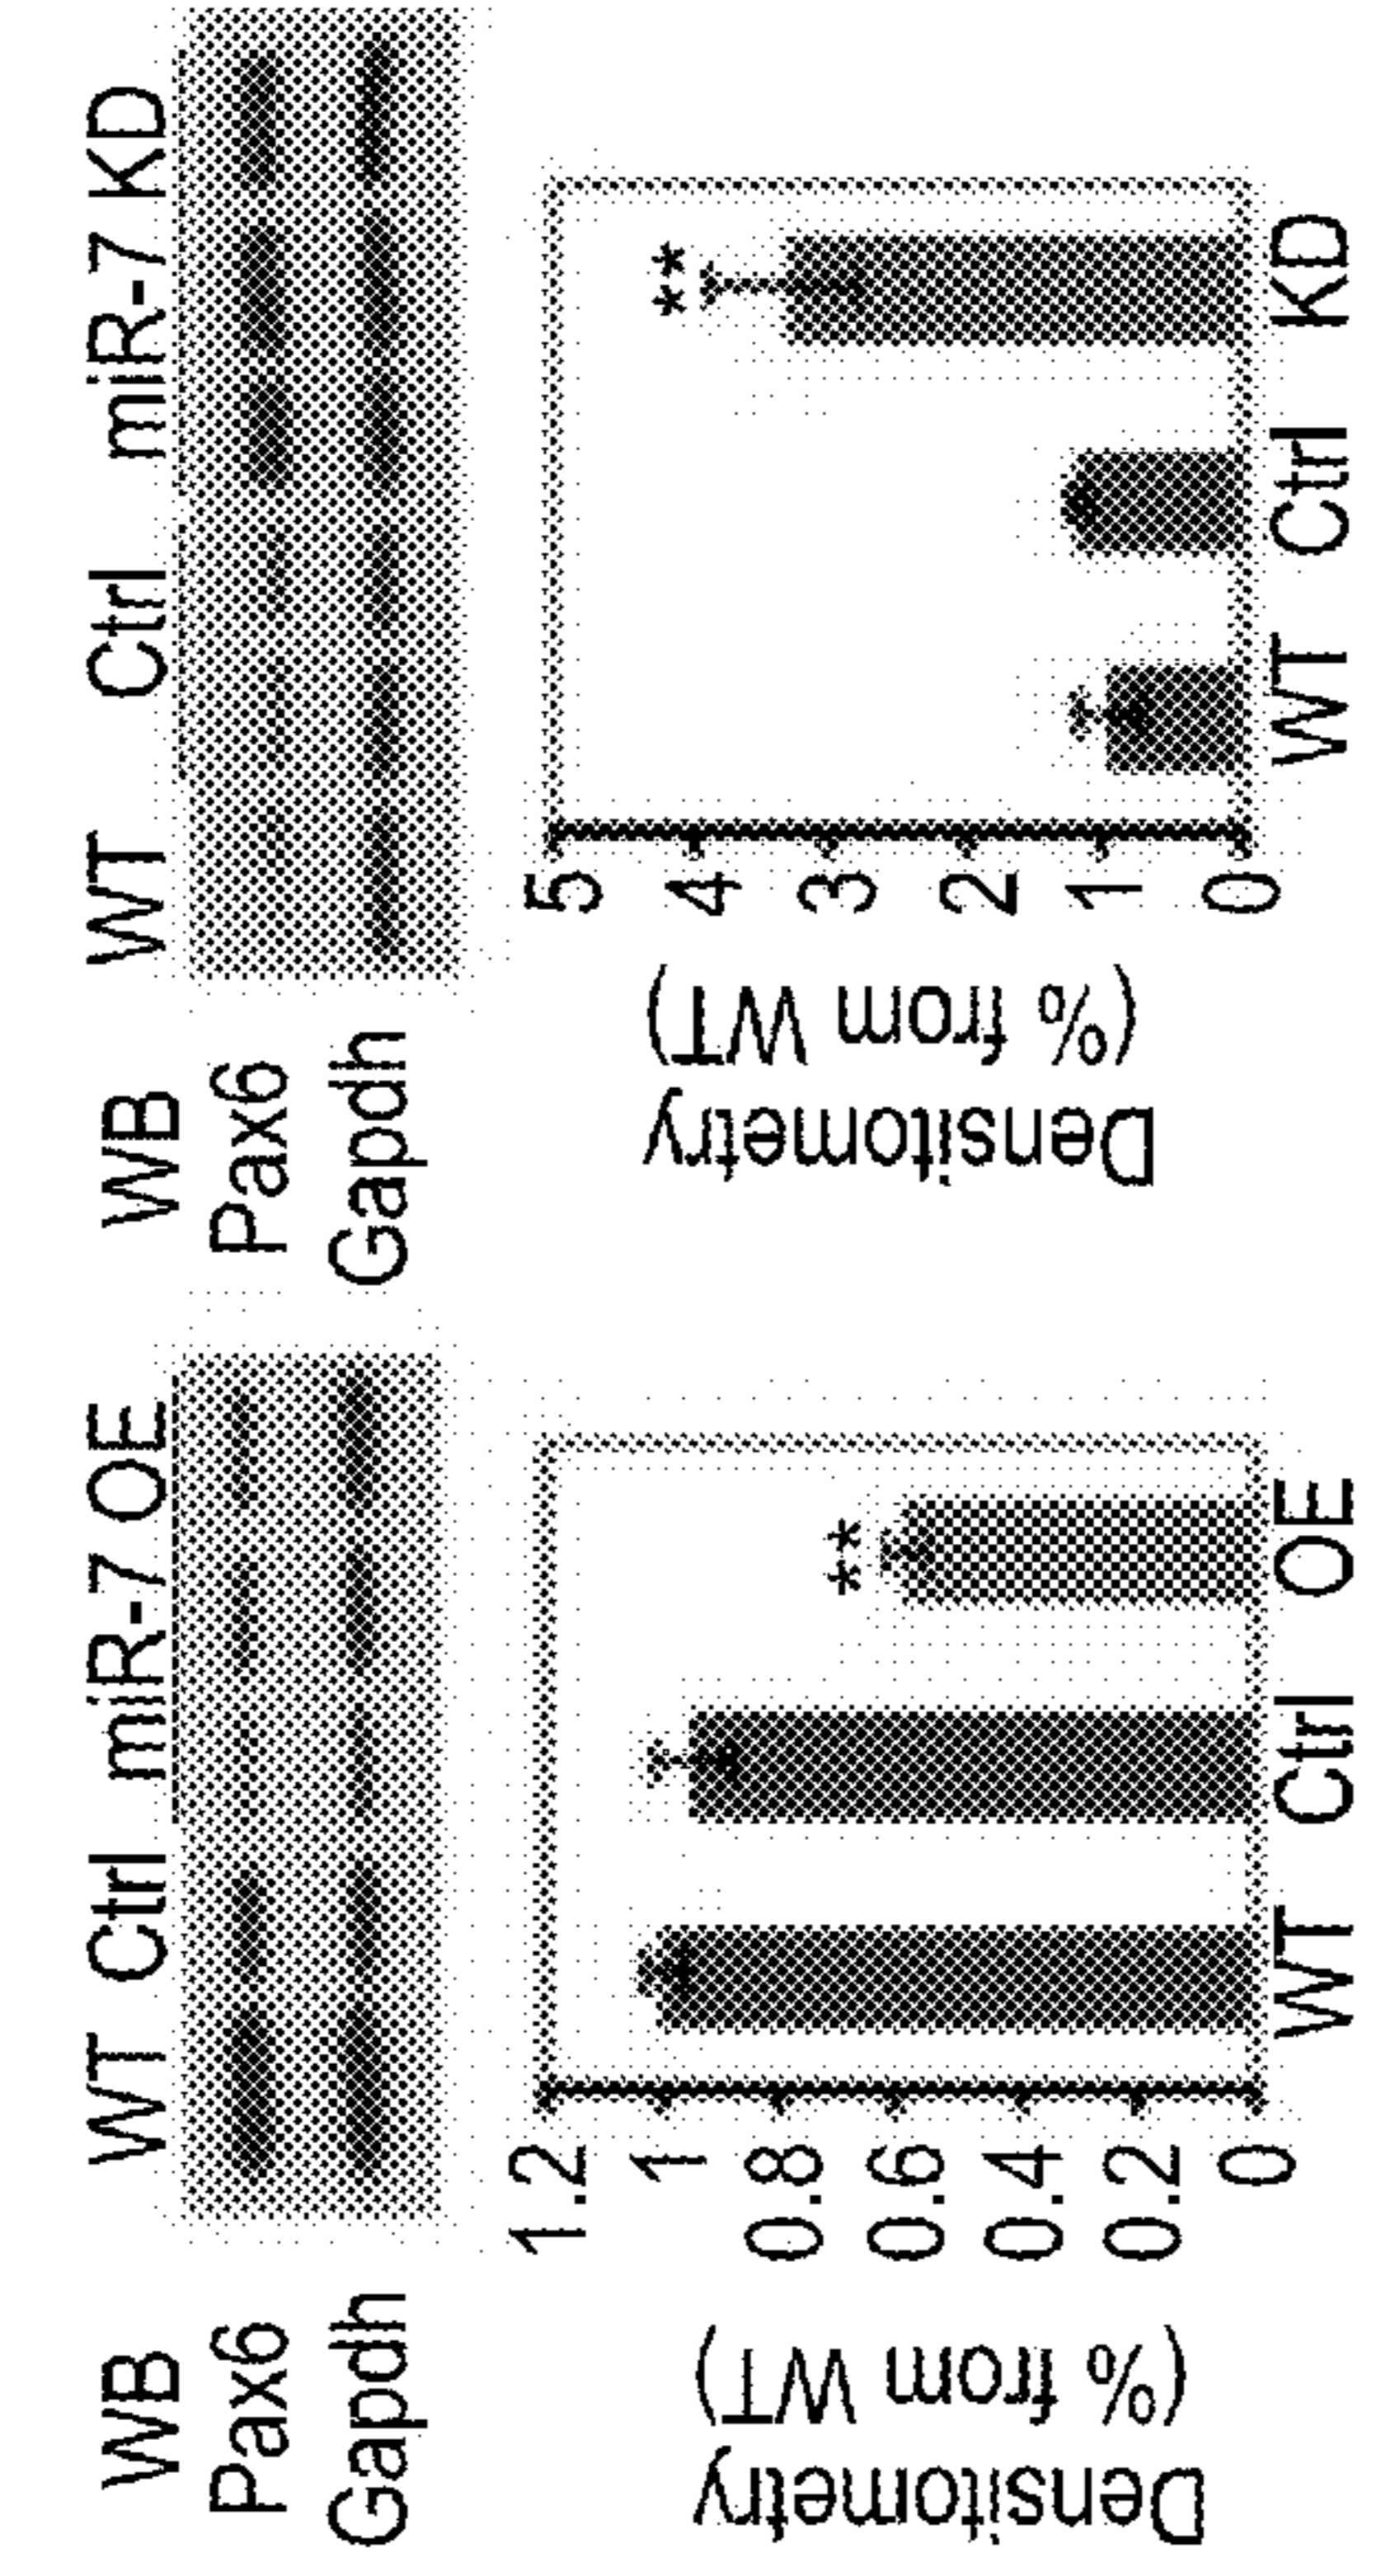 WB WT Ctrl miR-7 OE
Pax6
Gapdh
Densitometry
(% from WT)
1.2
1
0.8
0.6
0.4
0.2
0
**
WT Ctrl OE
WB WT Ctrl miR-7 KD
Pax6
Gapdh
Densitometry
(% from WT)
5
4
3
2
1
0
**
WT Ctrl KD